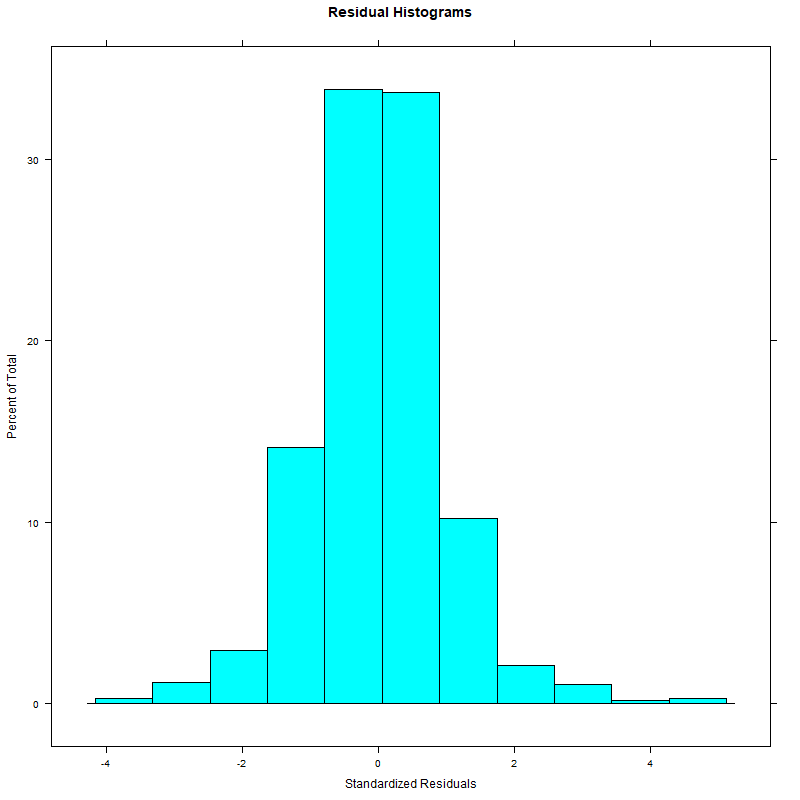 Residual Histograms
30
20
10
0
Percent of Total
-4 -2 0 2 4
Standardized Residuals